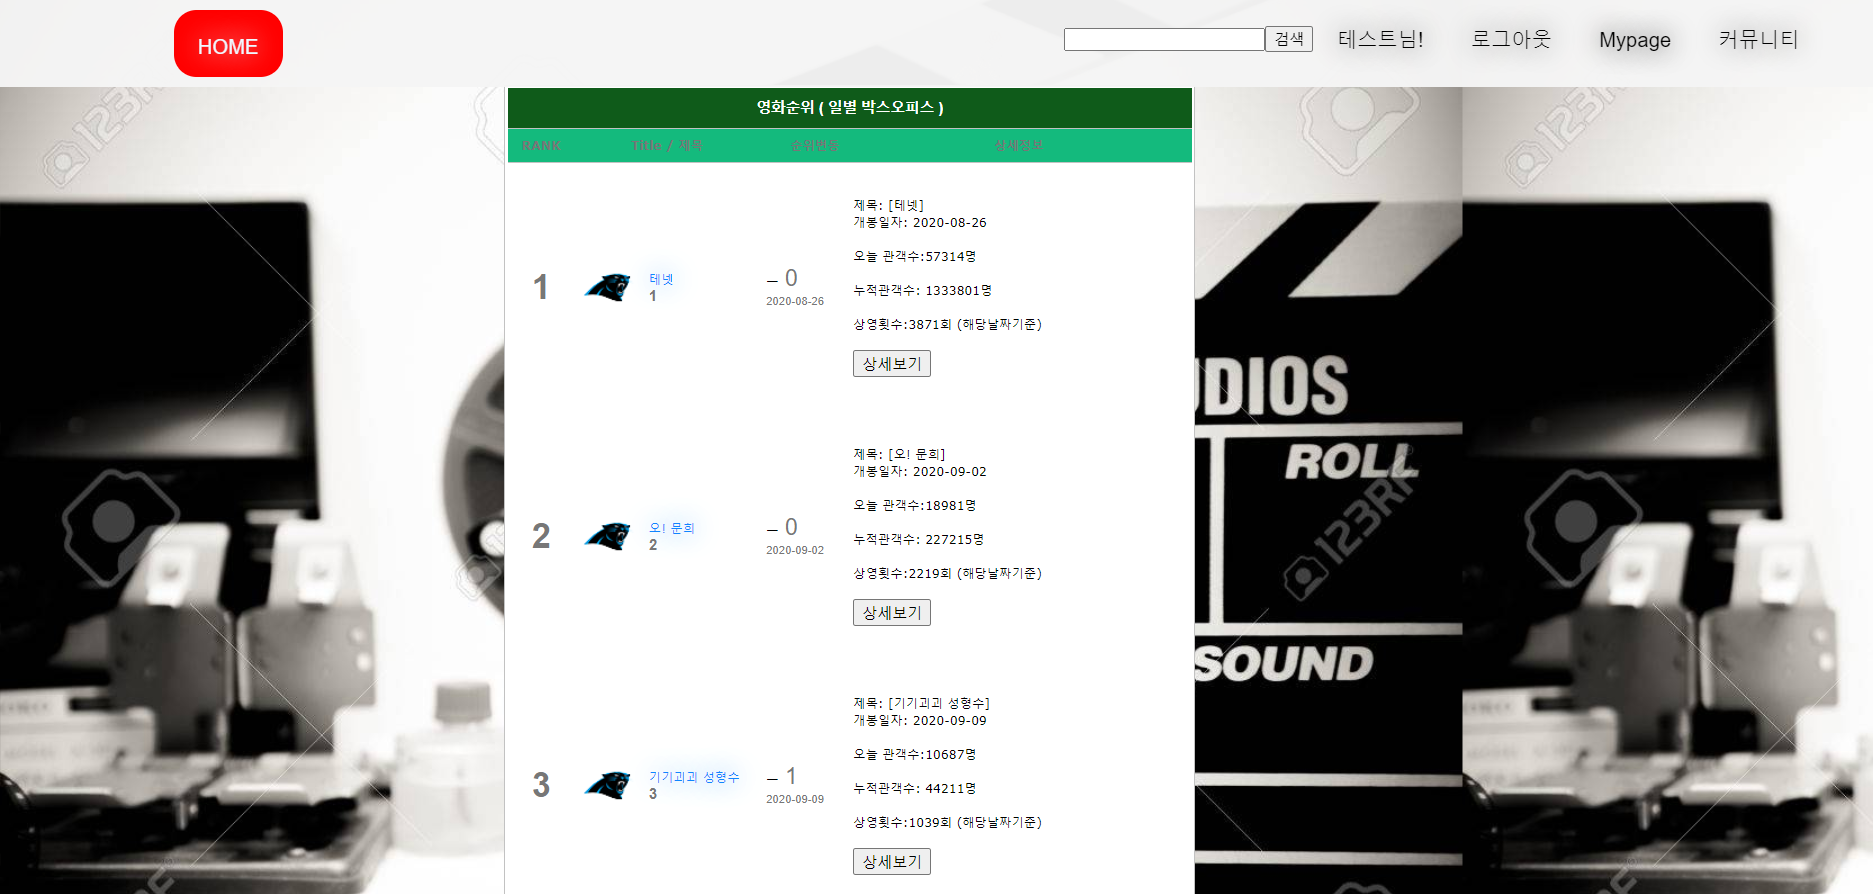 HOME
검색
테스트님!
로그아웃
Mypage
커뮤니티
영화순위 ( 일별 박스오피스 )
RANK
Title / 제목
순위변동
상세정보
1
테넷
1
– 0
2020-08-26
제목: [테넷]
개봉일자: 2020-08-26
오늘 관객수:57314명
누적관객수: 1333801명
상영횟수:3871회 (해당날짜기준)
상세보기
2
오! 문희
2
– 0
2020-09-02
제목: [오! 문희]
개봉일자: 2020-09-02
오늘 관객수:18981명
누적관객수: 227215명
상영횟수:2219회 (해당날짜기준)
상세보기
3
기기괴괴 성형수
3
– 1
2020-09-09
제목: [기기괴괴 성형수]
개봉일자: 2020-09-09
오늘 관객수:10687명
누적관객수: 44211명
상영횟수:1039회 (해당날짜기준)
상세보기
UDIOS
ROLL
SOUND
123RF
123RF
123RF